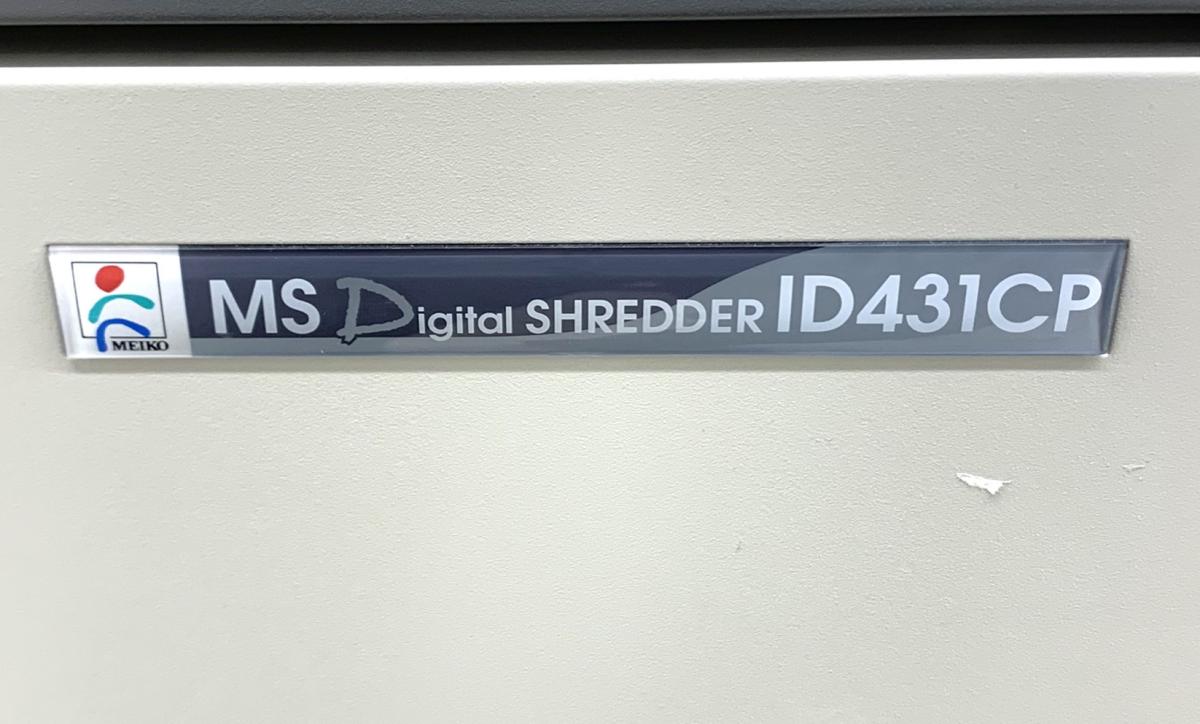 MEIKO
MS Digital SHREDDER ID431CP